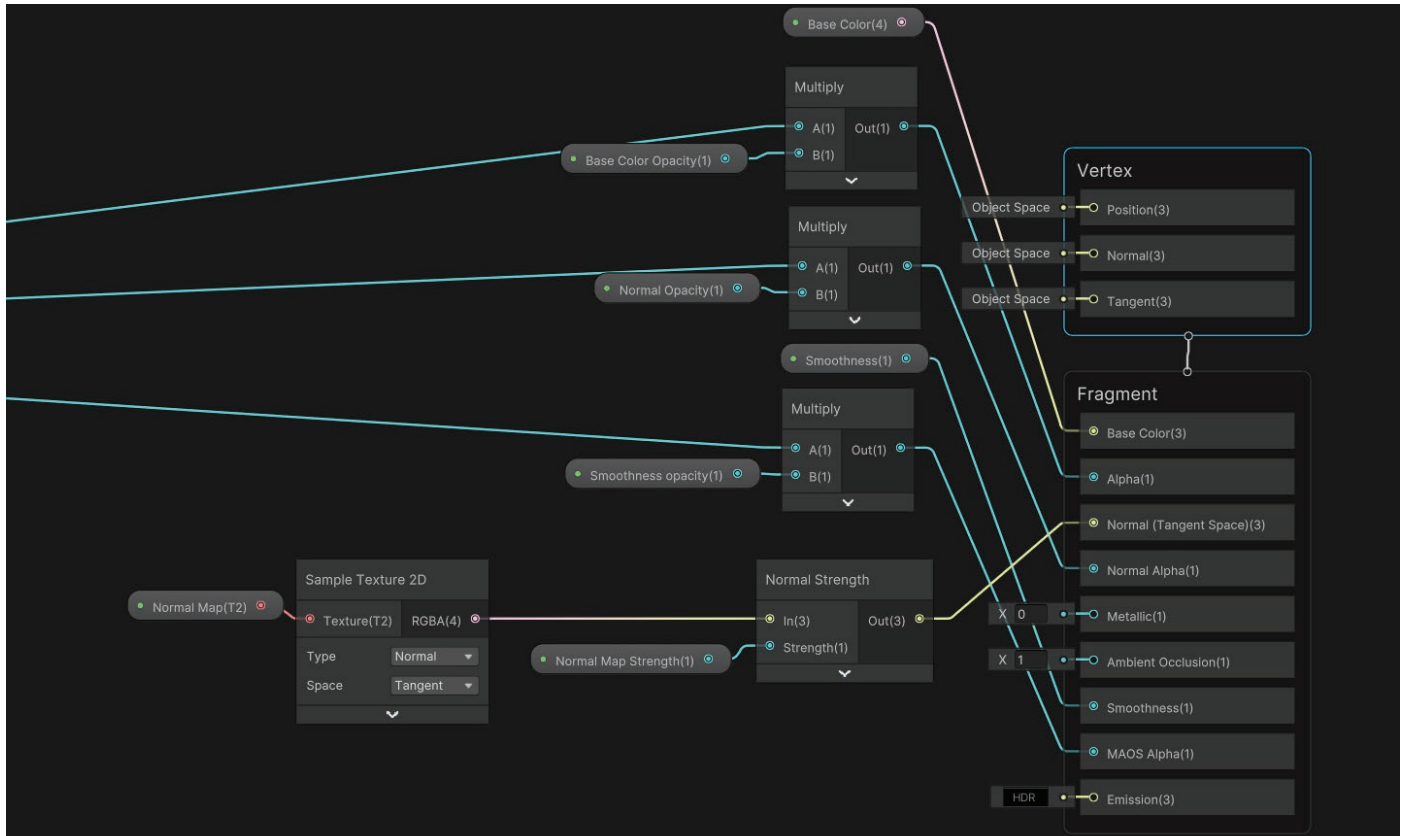 Base Color(4)
Multiply
A(1) Out(1)
B(1)
Base Color Opacity(1)
Multiply
A(1) Out(1)
B(1)
Normal Opacity(1)
Smoothness(1)
Multiply
A(1) Out(1)
B(1)
Smoothness opacity(1)
Sample Texture 2D
Normal Map(T2)
Texture(T2) RGBA(4)
Type Normal
Space Tangent
Normal Strength
In(3) Out(3)
Strength(1)
Normal Map Strength(1)
Vertex
Object Space Position(3)
Object Space Normal(3)
Object Space Tangent(3)
Fragment
Base Color(3)
Alpha(1)
Normal (Tangent Space)(3)
Normal Alpha(1)
X 0 Metallic(1)
X 1 Ambient Occlusion(1)
Smoothness(1)
MAOS Alpha(1)
HDR Emission(3)